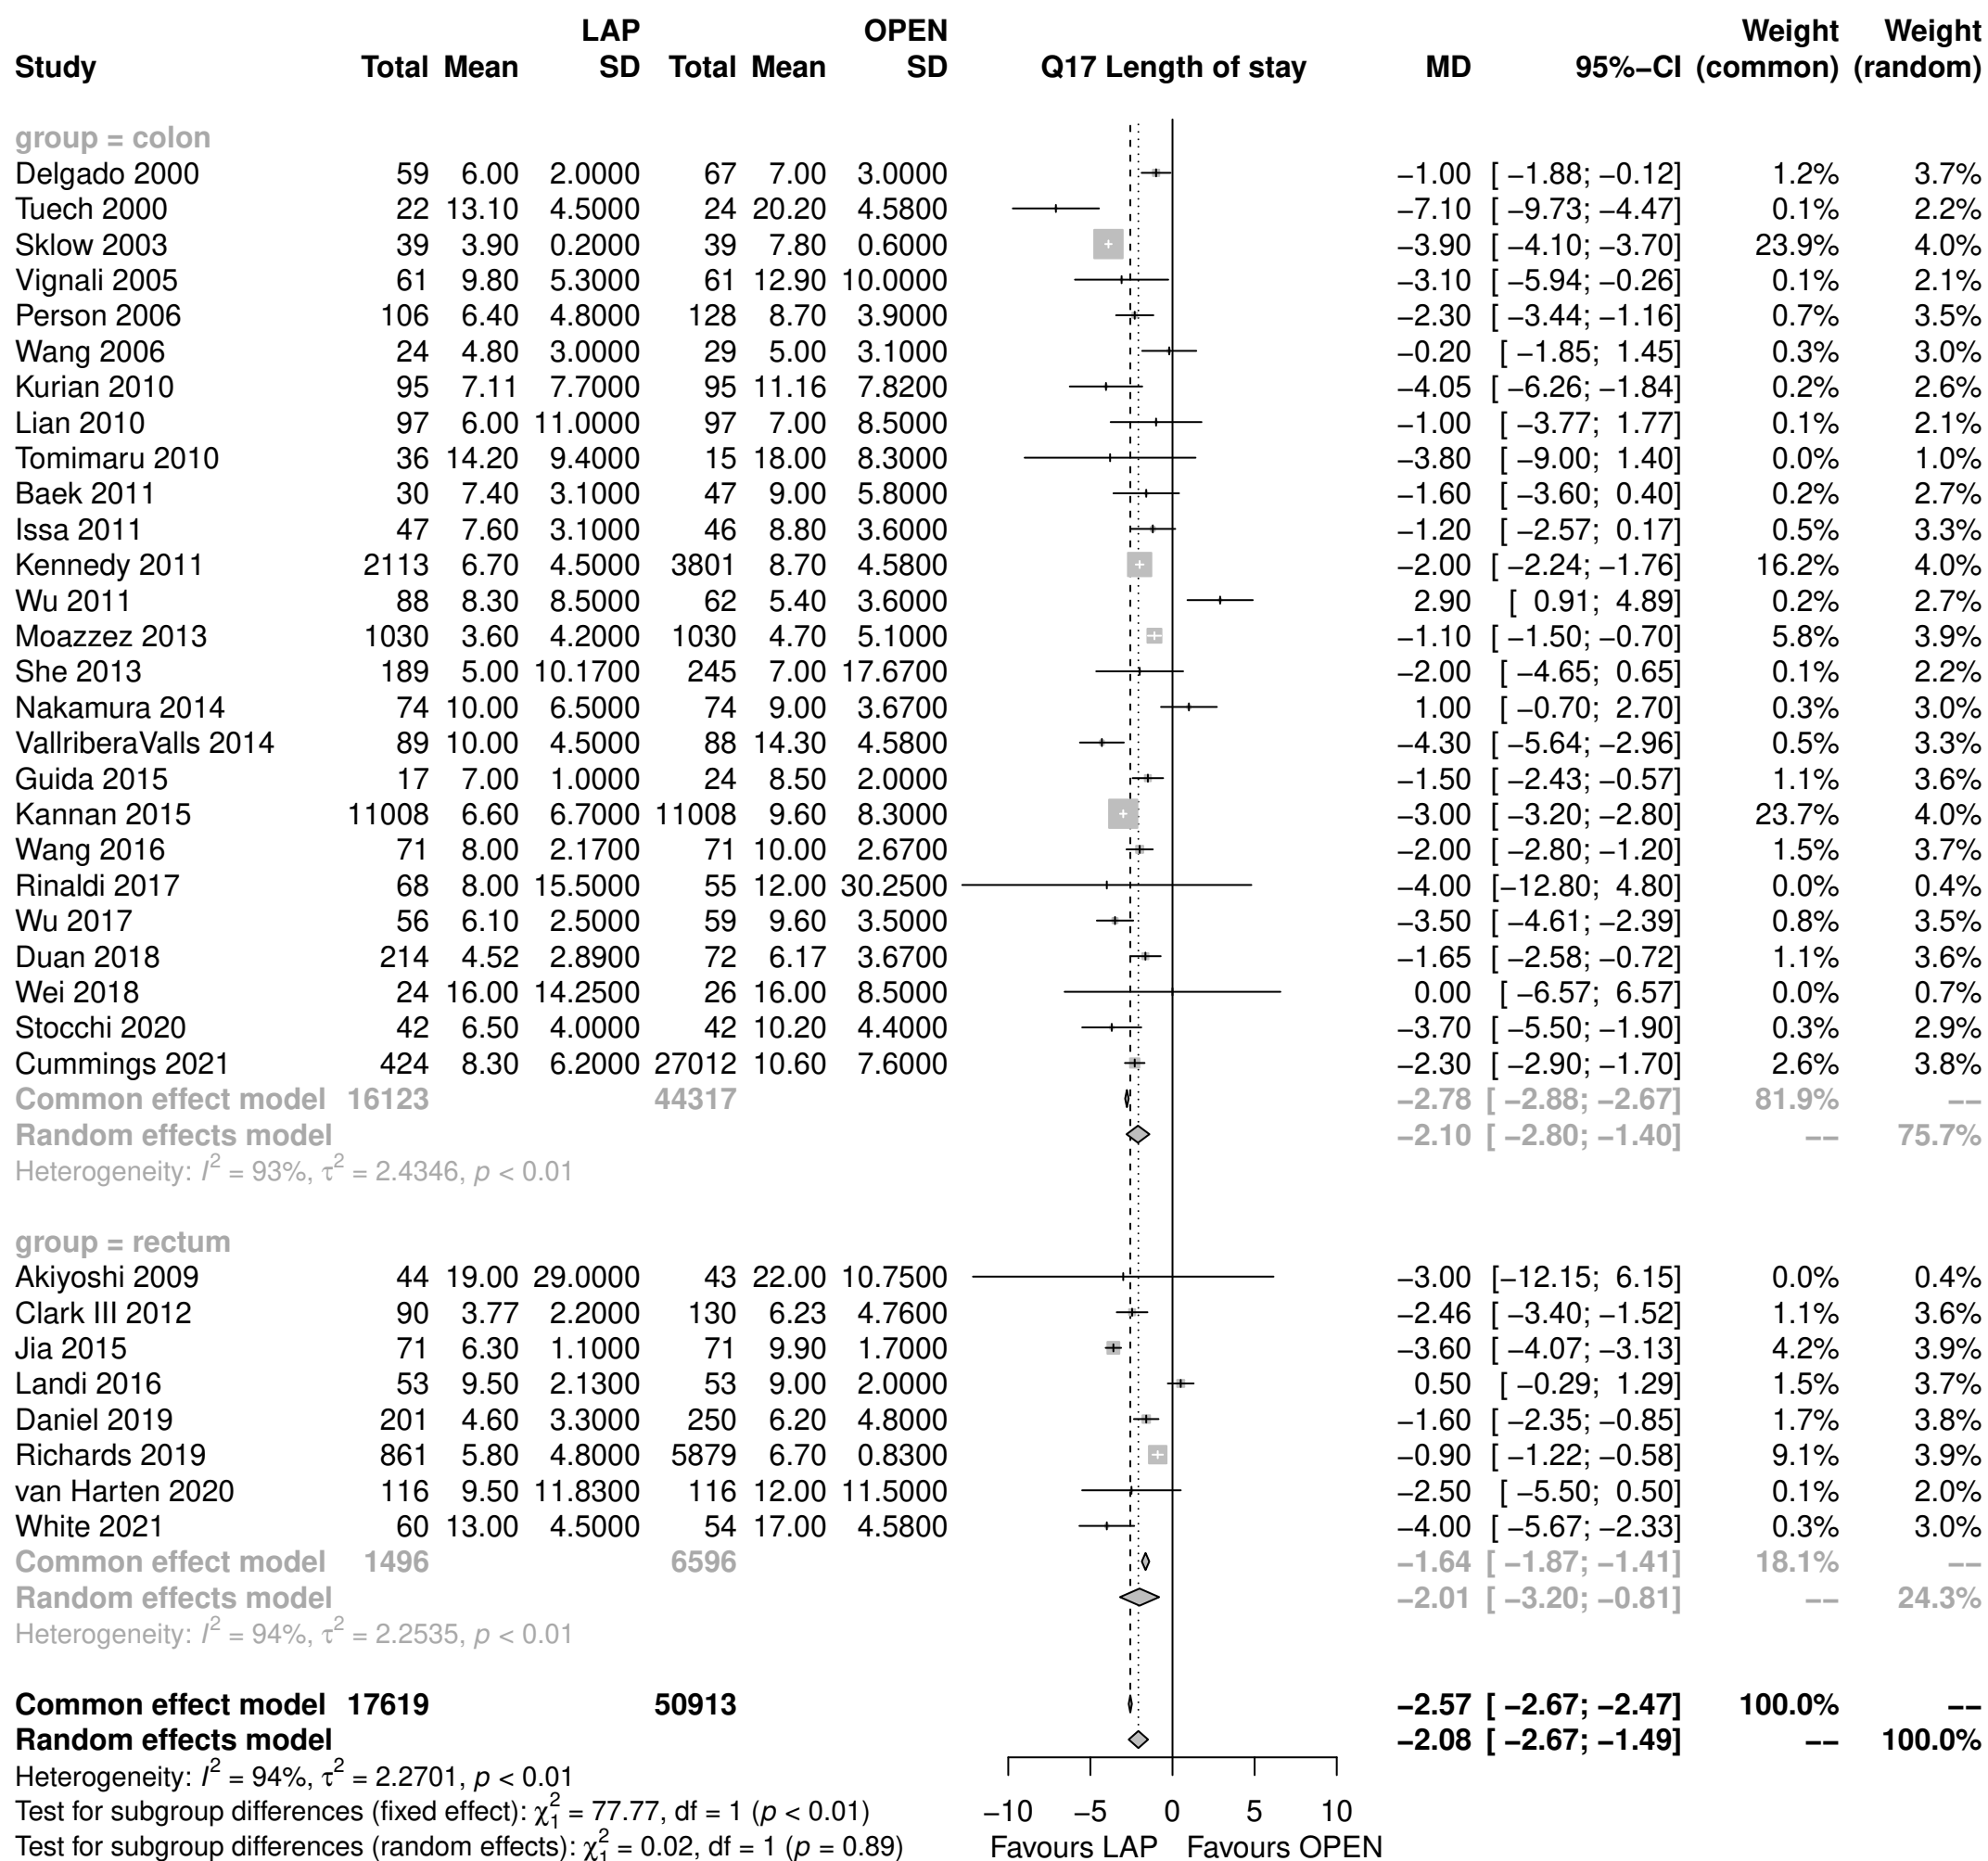 LAP OPEN Weight Weight
Study Total Mean SD Total Mean SD Q17 Length of stay MD 95%−CI (common) (random)
group = colon
Delgado 2000 59 6.00 2.0000 67 7.00 3.0000 −1.00 [ −1.88; −0.12] 1.2% 3.7%
Tuech 2000 22 13.10 4.5000 24 20.20 4.5800 −7.10 [ −9.73; −4.47] 0.1% 2.2%
Sklow 2003 39 3.90 0.2000 39 7.80 0.6000 −3.90 [ −4.10; −3.70] 23.9% 4.0%
Vignali 2005 61 9.80 5.3000 61 12.90 10.0000 −3.10 [ −5.94; −0.26] 0.1% 2.1%
Person 2006 106 6.40 4.8000 128 8.70 3.9000 −2.30 [ −3.44; −1.16] 0.7% 3.5%
Wang 2006 24 4.80 3.0000 29 5.00 3.1000 −0.20 [ −1.85; 1.45] 0.3% 3.0%
Kurian 2010 95 7.11 7.7000 95 11.16 7.8200 −4.05 [ −6.26; −1.84] 0.2% 2.6%
Lian 2010 97 6.00 11.0000 97 7.00 8.5000 −1.00 [ −3.77; 1.77] 0.1% 2.1%
Tomimaru 2010 36 14.20 9.4000 15 18.00 8.3000 −3.80 [ −9.00; 1.40] 0.0% 1.0%
Baek 2011 30 7.40 3.1000 47 9.00 5.8000 −1.60 [ −3.60; 0.40] 0.2% 2.7%
Issa 2011 47 7.60 3.1000 46 8.80 3.6000 −1.20 [ −2.57; 0.17] 0.5% 3.3%
Kennedy 2011 2113 6.70 4.5000 3801 8.70 4.5800 −2.00 [ −2.24; −1.76] 16.2% 4.0%
Wu 2011 88 8.30 8.5000 62 5.40 3.6000 2.90 [ 0.91; 4.89] 0.2% 2.7%
Moazzez 2013 1030 3.60 4.2000 1030 4.70 5.1000 −1.10 [ −1.50; −0.70] 5.8% 3.9%
She 2013 189 5.00 10.1700 245 7.00 17.6700 −2.00 [ −4.65; 0.65] 0.1% 2.2%
Nakamura 2014 74 10.00 6.5000 74 9.00 3.6700 1.00 [ −0.70; 2.70] 0.3% 3.0%
VallriberaValls 2014 89 10.00 4.5000 88 14.30 4.5800 −4.30 [ −5.64; −2.96] 0.5% 3.3%
Guida 2015 17 7.00 1.0000 24 8.50 2.0000 −1.50 [ −2.43; −0.57] 1.1% 3.6%
Kannan 2015 11008 6.60 6.7000 11008 9.60 8.3000 −3.00 [ −3.20; −2.80] 23.7% 4.0%
Wang 2016 71 8.00 2.1700 71 10.00 2.6700 −2.00 [ −2.80; −1.20] 1.5% 3.7%
Rinaldi 2017 68 8.00 15.5000 55 12.00 30.2500 −4.00 [−12.80; 4.80] 0.0% 0.4%
Wu 2017 56 6.10 2.5000 59 9.60 3.5000 −3.50 [ −4.61; −2.39] 0.8% 3.5%
Duan 2018 214 4.52 2.8900 72 6.17 3.6700 −1.65 [ −2.58; −0.72] 1.1% 3.6%
Wei 2018 24 16.00 14.2500 26 16.00 8.5000 0.00 [ −6.57; 6.57] 0.0% 0.7%
Stocchi 2020 42 6.50 4.0000 42 10.20 4.4000 −3.70 [ −5.50; −1.90] 0.3% 2.9%
Cummings 2021 424 8.30 6.2000 27012 10.60 7.6000 −2.30 [ −2.90; −1.70] 2.6% 3.8%
Common effect model 16123 44317 −2.78 [ −2.88; −2.67] 81.9% −−
Random effects model −2.10 [ −2.80; −1.40] −− 75.7%
Heterogeneity: I² = 93%, τ² = 2.4346, p < 0.01
group = rectum
Akiyoshi 2009 44 19.00 29.0000 43 22.00 10.7500 −3.00 [−12.15; 6.15] 0.0% 0.4%
Clark III 2012 90 3.77 2.2000 130 6.23 4.7600 −2.46 [ −3.40; −1.52] 1.1% 3.6%
Jia 2015 71 6.30 1.1000 71 9.90 1.7000 −3.60 [ −4.07; −3.13] 4.2% 3.9%
Landi 2016 53 9.50 2.1300 53 9.00 2.0000 0.50 [ −0.29; 1.29] 1.5% 3.7%
Daniel 2019 201 4.60 3.3000 250 6.20 4.8000 −1.60 [ −2.35; −0.85] 1.7% 3.8%
Richards 2019 861 5.80 4.8000 5879 6.70 0.8300 −0.90 [ −1.22; −0.58] 9.1% 3.9%
van Harten 2020 116 9.50 11.8300 116 12.00 11.5000 −2.50 [ −5.50; 0.50] 0.1% 2.0%
White 2021 60 13.00 4.5000 54 17.00 4.5800 −4.00 [ −5.67; −2.33] 0.3% 3.0%
Common effect model 1496 6596 −1.64 [ −1.87; −1.41] 18.1% −−
Random effects model −2.01 [ −3.20; −0.81] −− 24.3%
Heterogeneity: I² = 94%, τ² = 2.2535, p < 0.01
Common effect model 17619 50913 −2.57 [ −2.67; −2.47] 100.0% −−
Random effects model −2.08 [ −2.67; −1.49] −− 100.0%
Heterogeneity: I² = 94%, τ² = 2.2701, p < 0.01
Test for subgroup differences (fixed effect): χ₁² = 77.77, df = 1 (p < 0.01) −10 −5 0 5 10
Test for subgroup differences (random effects): χ₁² = 0.02, df = 1 (p = 0.89) Favours LAP Favours OPEN